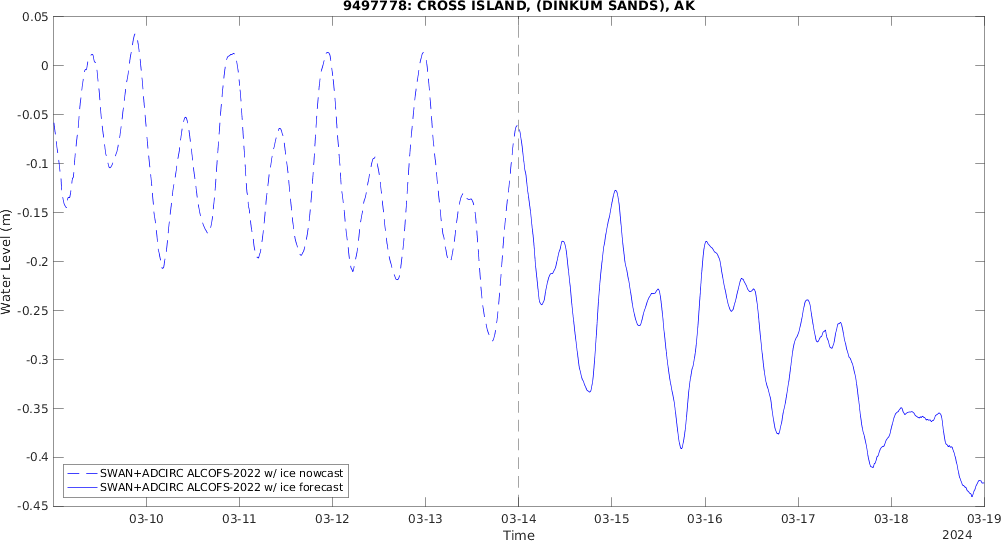 9497778: CROSS ISLAND, (DINKUM SANDS), AK
0.05
0
-0.05
-0.1
-0.15
-0.2
-0.25
-0.3
-0.35
-0.4
-0.45
Water Level (m)
SWAN+ADCIRC ALCOFS-2022 w/ ice nowcast
SWAN+ADCIRC ALCOFS-2022 w/ ice forecast
03-10 03-11 03-12 03-13 03-14 03-15 03-16 03-17 03-18 03-19
Time
2024